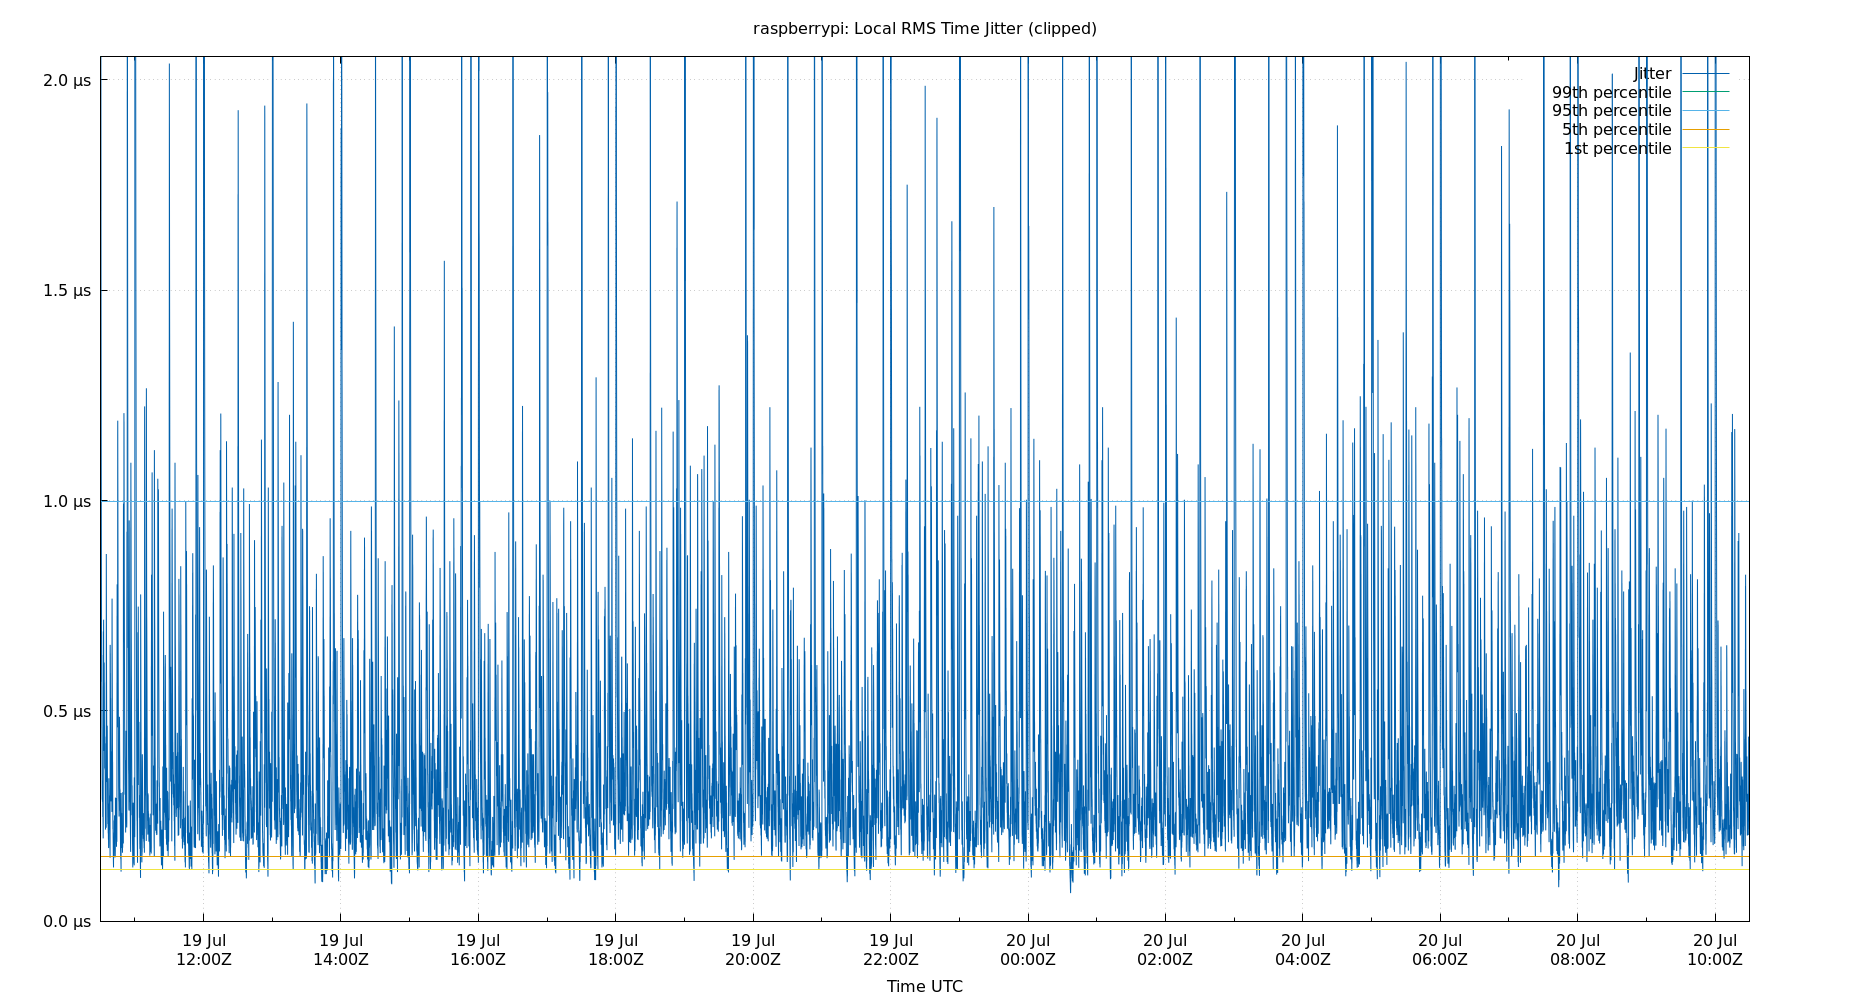 raspberrypi: Local RMS Time Jitter (clipped)
2.0 µs
1.5 µs
1.0 µs
0.5 µs
0.0 µs
Jitter
99th percentile
95th percentile
5th percentile
1st percentile
19 Jul 19 Jul 19 Jul 19 Jul 19 Jul 19 Jul 20 Jul 20 Jul 20 Jul 20 Jul 20 Jul 20 Jul
12:00Z 14:00Z 16:00Z 18:00Z 20:00Z 22:00Z 00:00Z 02:00Z 04:00Z 06:00Z 08:00Z 10:00Z
Time UTC